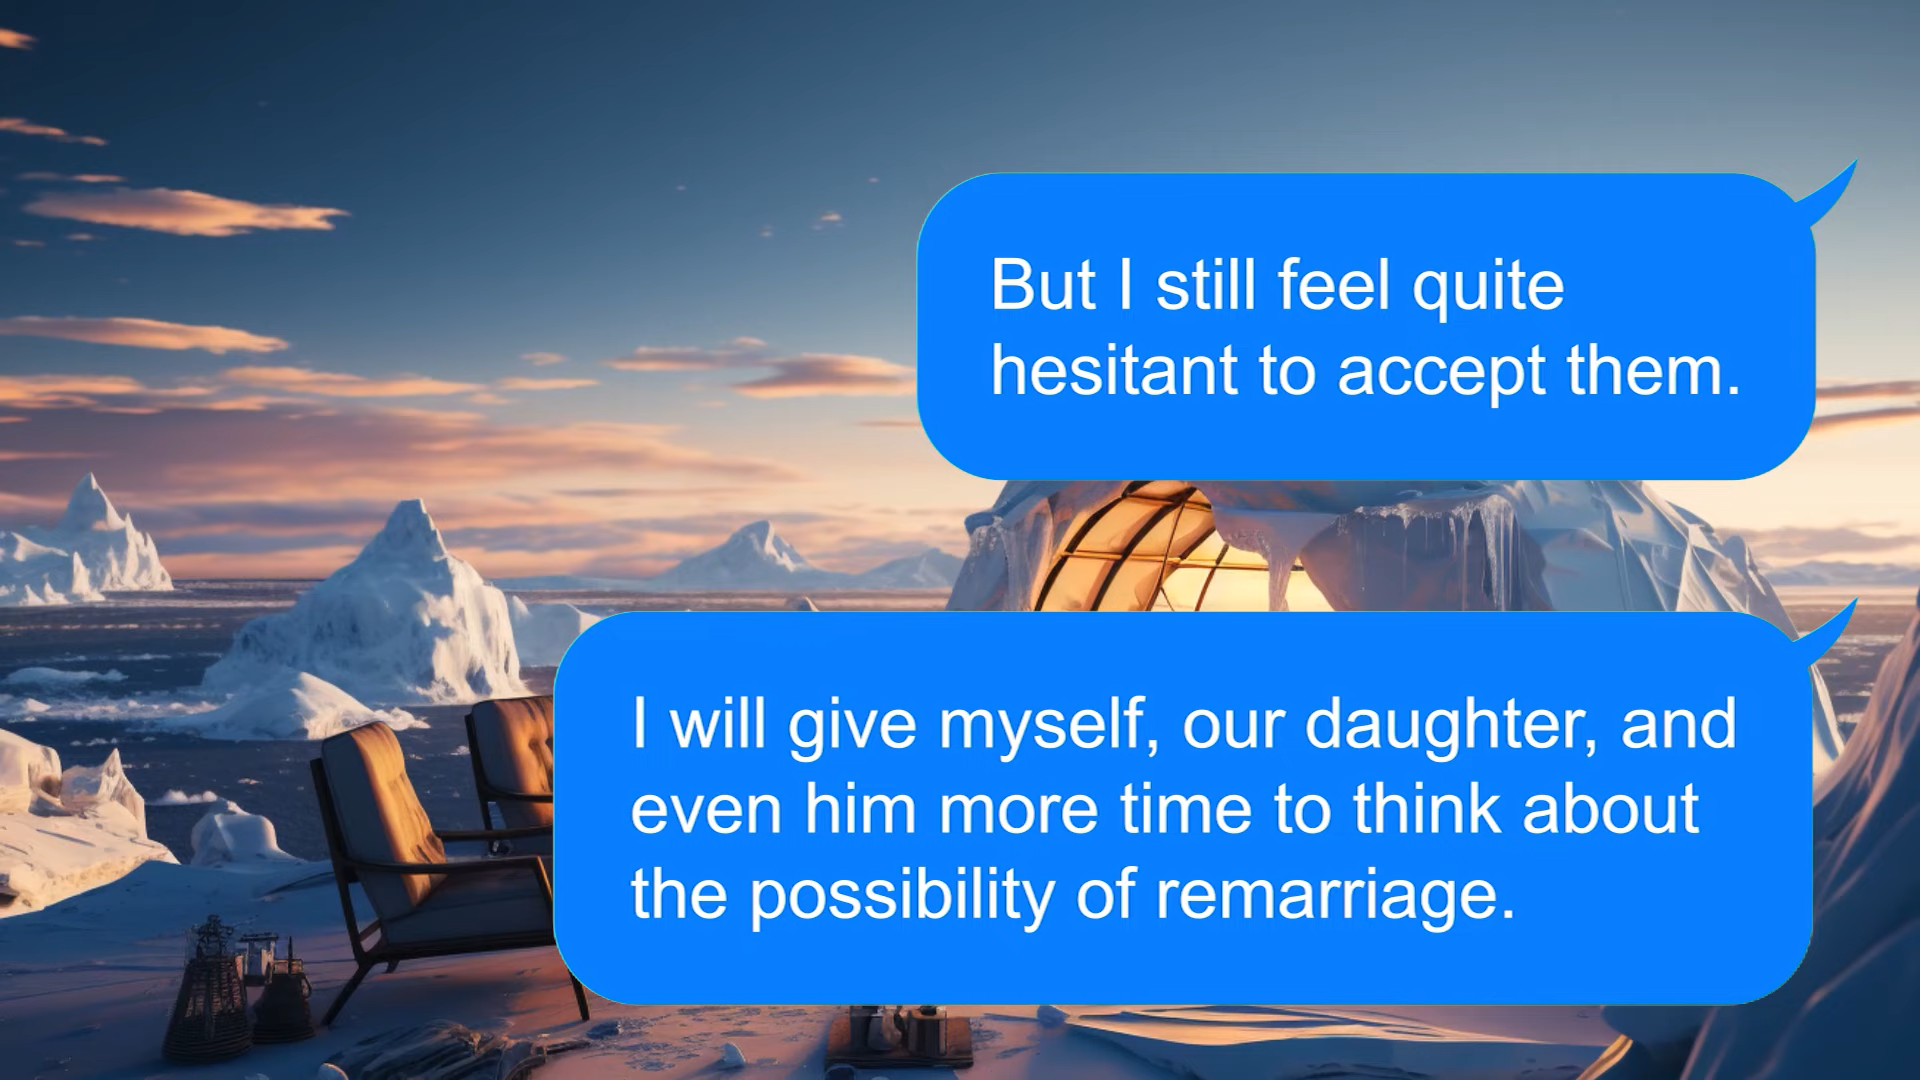 But I still feel quite
hesitant to accept them.
I will give myself, our daughter, and
even him more time to think about
the possibility of remarriage.